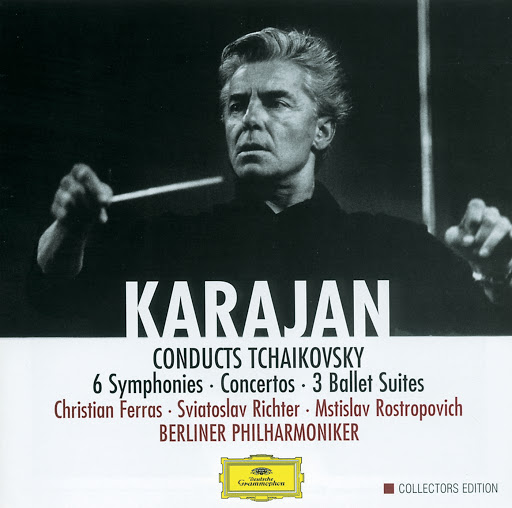 KARAJAN
CONDUCTS TCHAIKOVSKY
6 Symphonies · Concertos · 3 Ballet Suites
Christian Ferras · Sviatoslav Richter · Mstislav Rostropovich
BERLINER PHILHARMONIKER
Deutsche
Grammophon
COLLECTORS EDITION